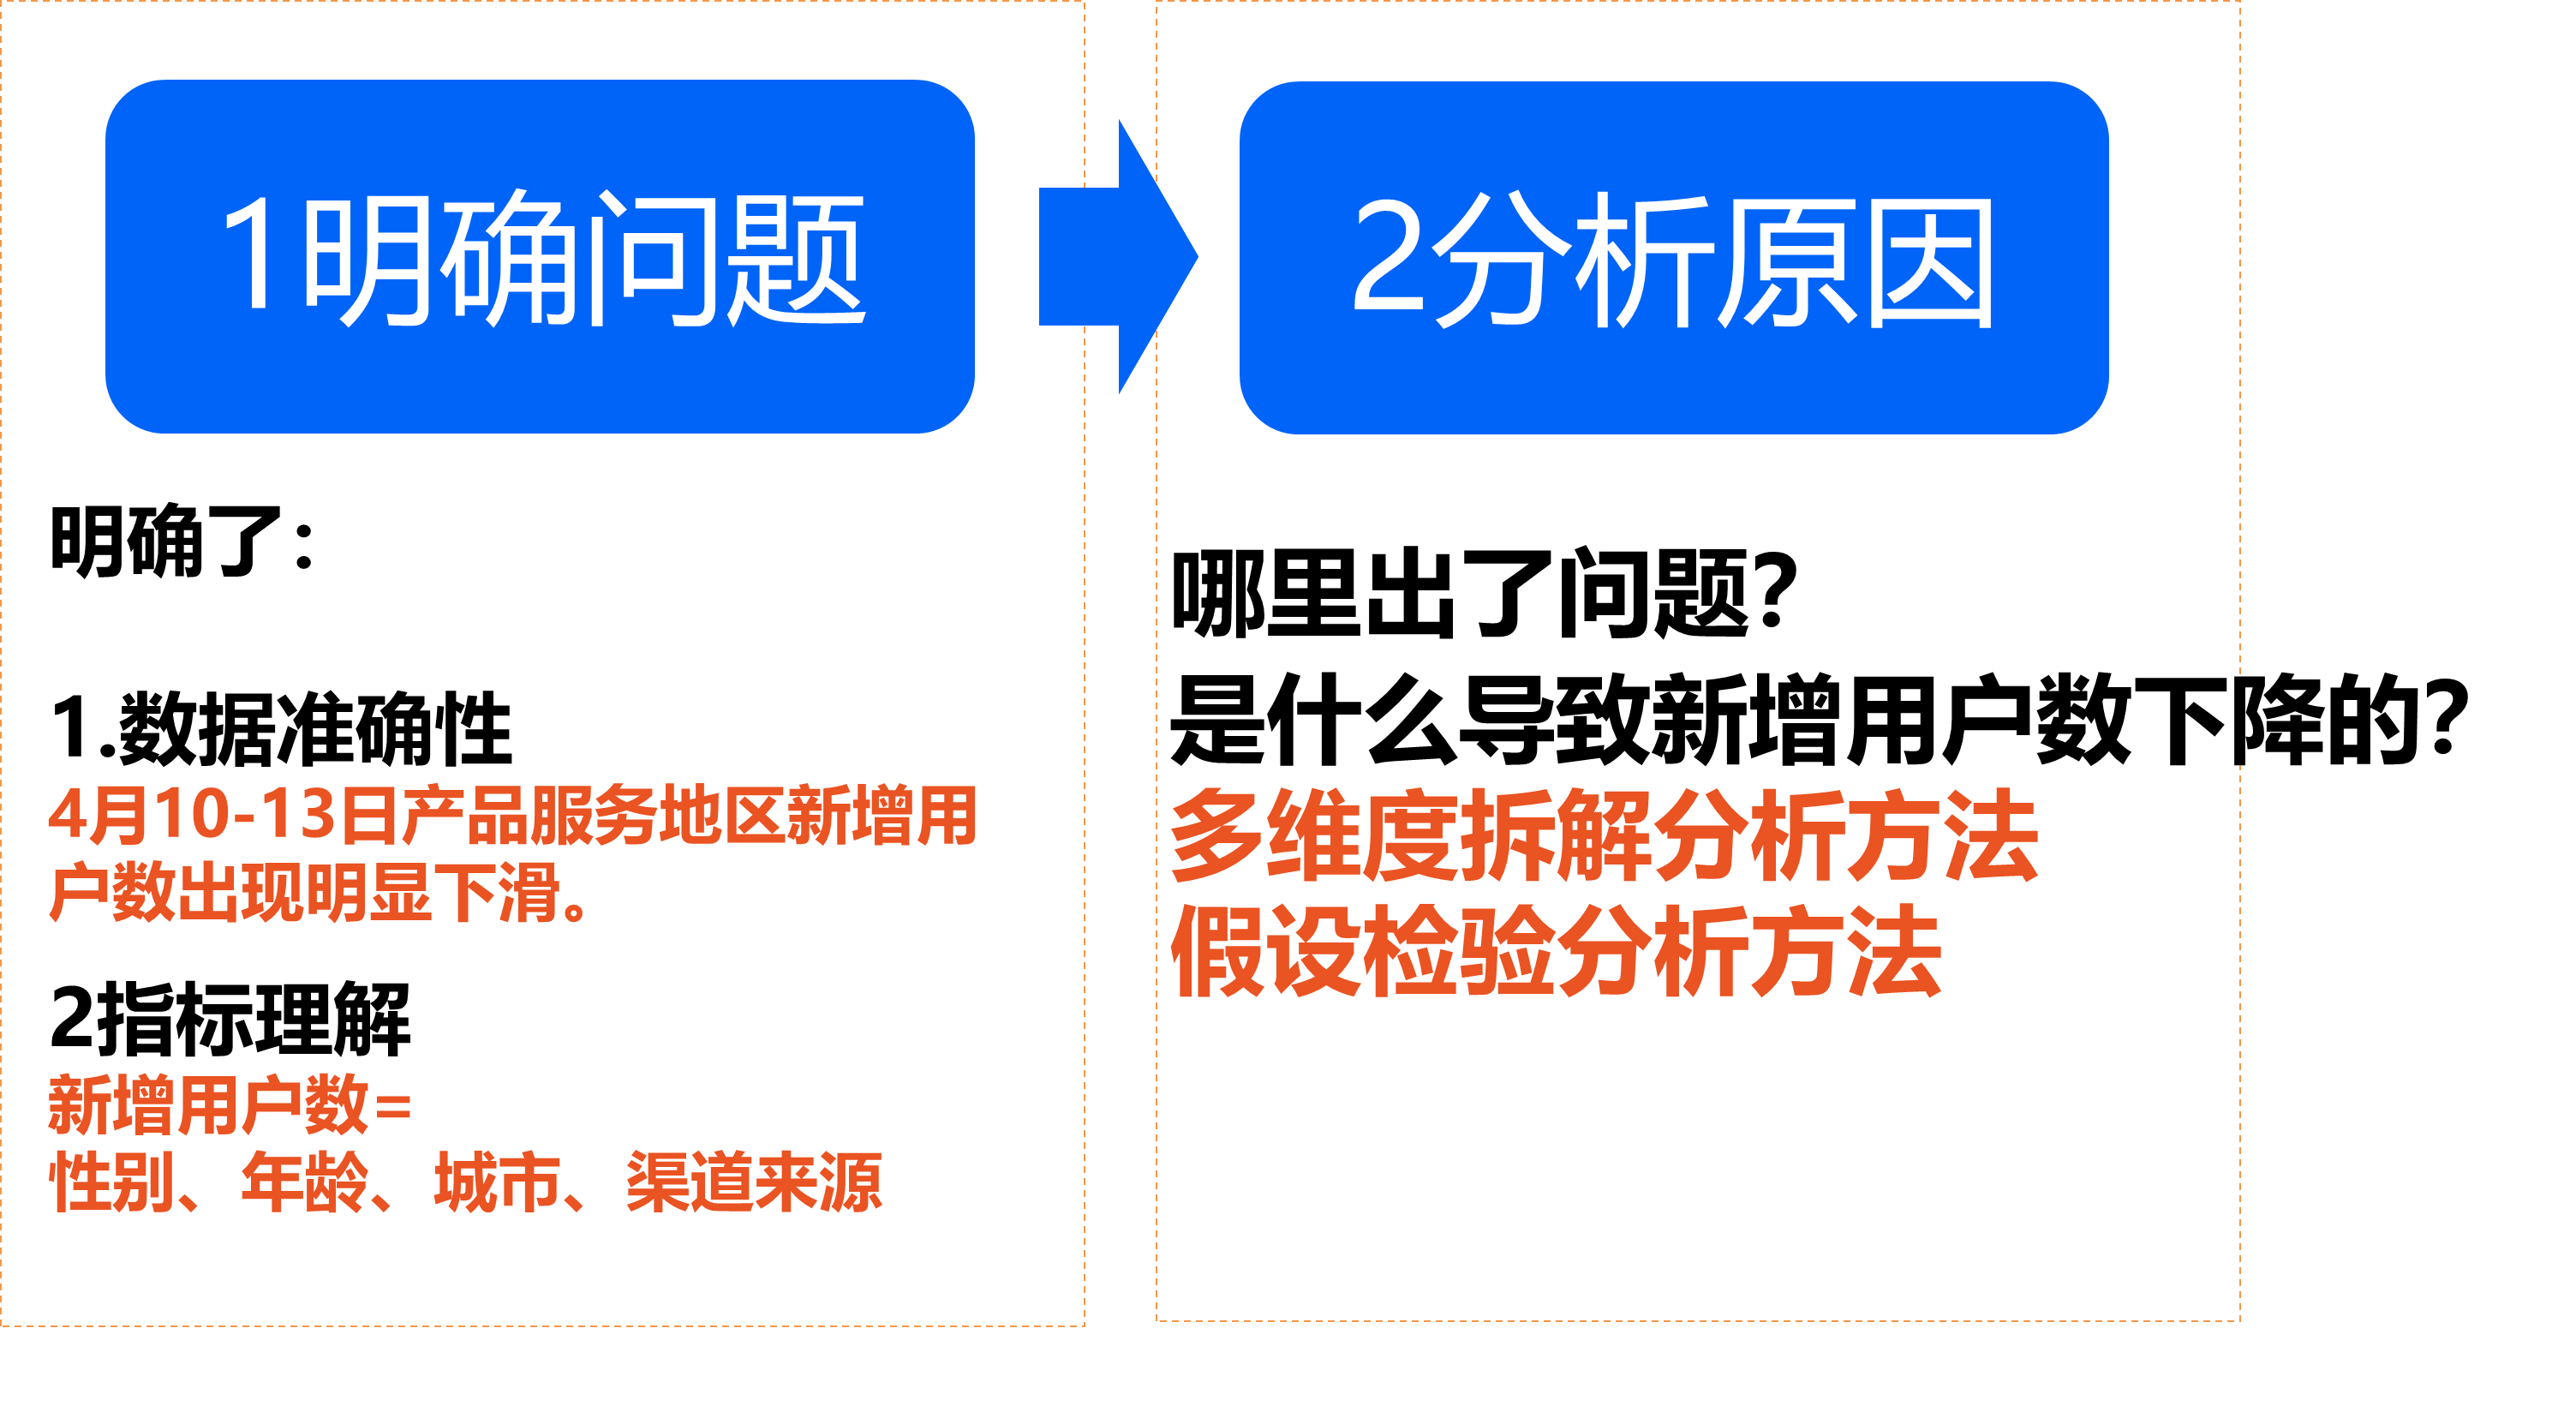 1明确问题
明确了：
1.数据准确性
4月10-13日产品服务地区新增用
户数出现明显下滑。
2指标理解
新增用户数=
性别、年龄、城市、渠道来源
2分析原因
哪里出了问题？
是什么导致新增用户数下降的？
多维度拆解分析方法
假设检验分析方法